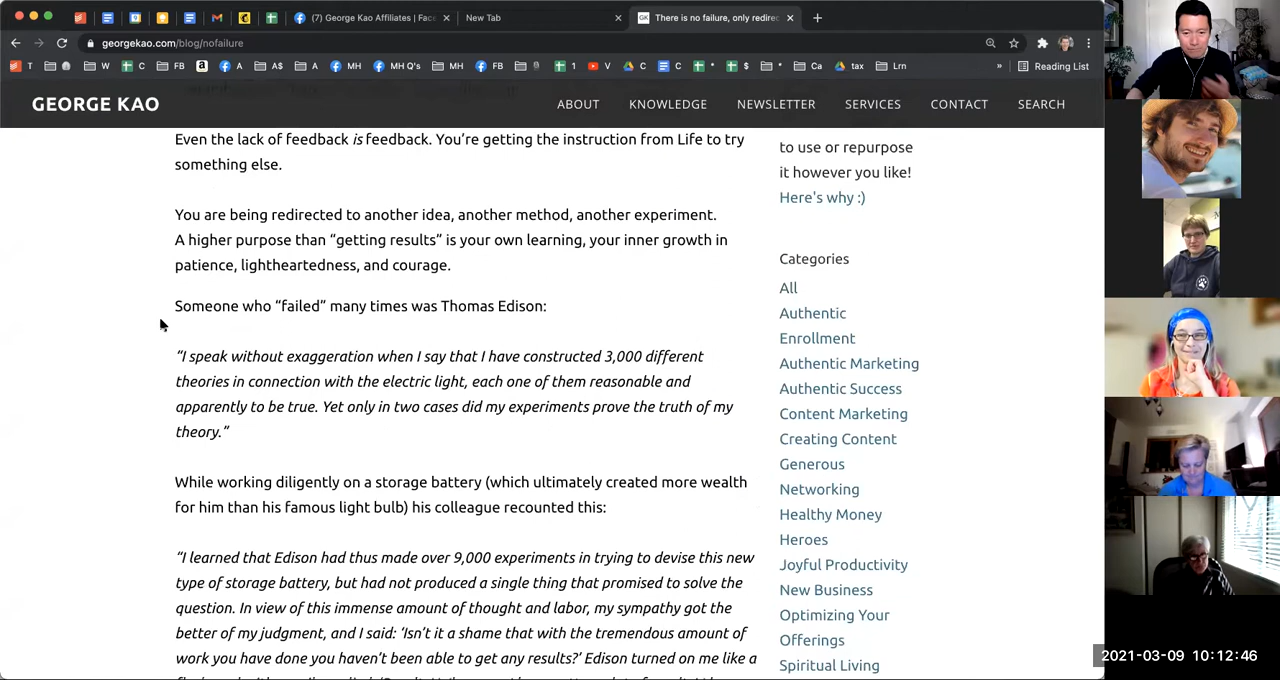 (7) George Kao Affiliates | Fac
New Tab
There is no failure, only redirec
georgekao.com/blog/nofailure
T
W
C
FB
A
A$
A
MH
MH Q's
MH
FB
1
V
C
C
*
$
*
Ca
tax
Lrn
»
Reading List
GEORGE KAO
ABOUT
KNOWLEDGE
NEWSLETTER
SERVICES
CONTACT
SEARCH
Even the lack of feedback is feedback. You’re getting the instruction from Life to try
something else.
You are being redirected to another idea, another method, another experiment.
A higher purpose than “getting results” is your own learning, your inner growth in
patience, lightheartedness, and courage.
Someone who “failed” many times was Thomas Edison:
“I speak without exaggeration when I say that I have constructed 3,000 different
theories in connection with the electric light, each one of them reasonable and
apparently to be true. Yet only in two cases did my experiments prove the truth of my
theory.”
While working diligently on a storage battery (which ultimately created more wealth
for him than his famous light bulb) his colleague recounted this:
“I learned that Edison had thus made over 9,000 experiments in trying to devise this new
type of storage battery, but had not produced a single thing that promised to solve the
question. In view of this immense amount of thought and labor, my sympathy got the
better of my judgment, and I said: ‘Isn’t it a shame that with the tremendous amount of
work you have done you haven’t been able to get any results?’ Edison turned on me like a
to use or repurpose
it however you like!
Here's why :)
Categories
All
Authentic
Enrollment
Authentic Marketing
Authentic Success
Content Marketing
Creating Content
Generous
Networking
Healthy Money
Heroes
Joyful Productivity
New Business
Optimizing Your
Offerings
Spiritual Living
2021-03-09 10:12:46